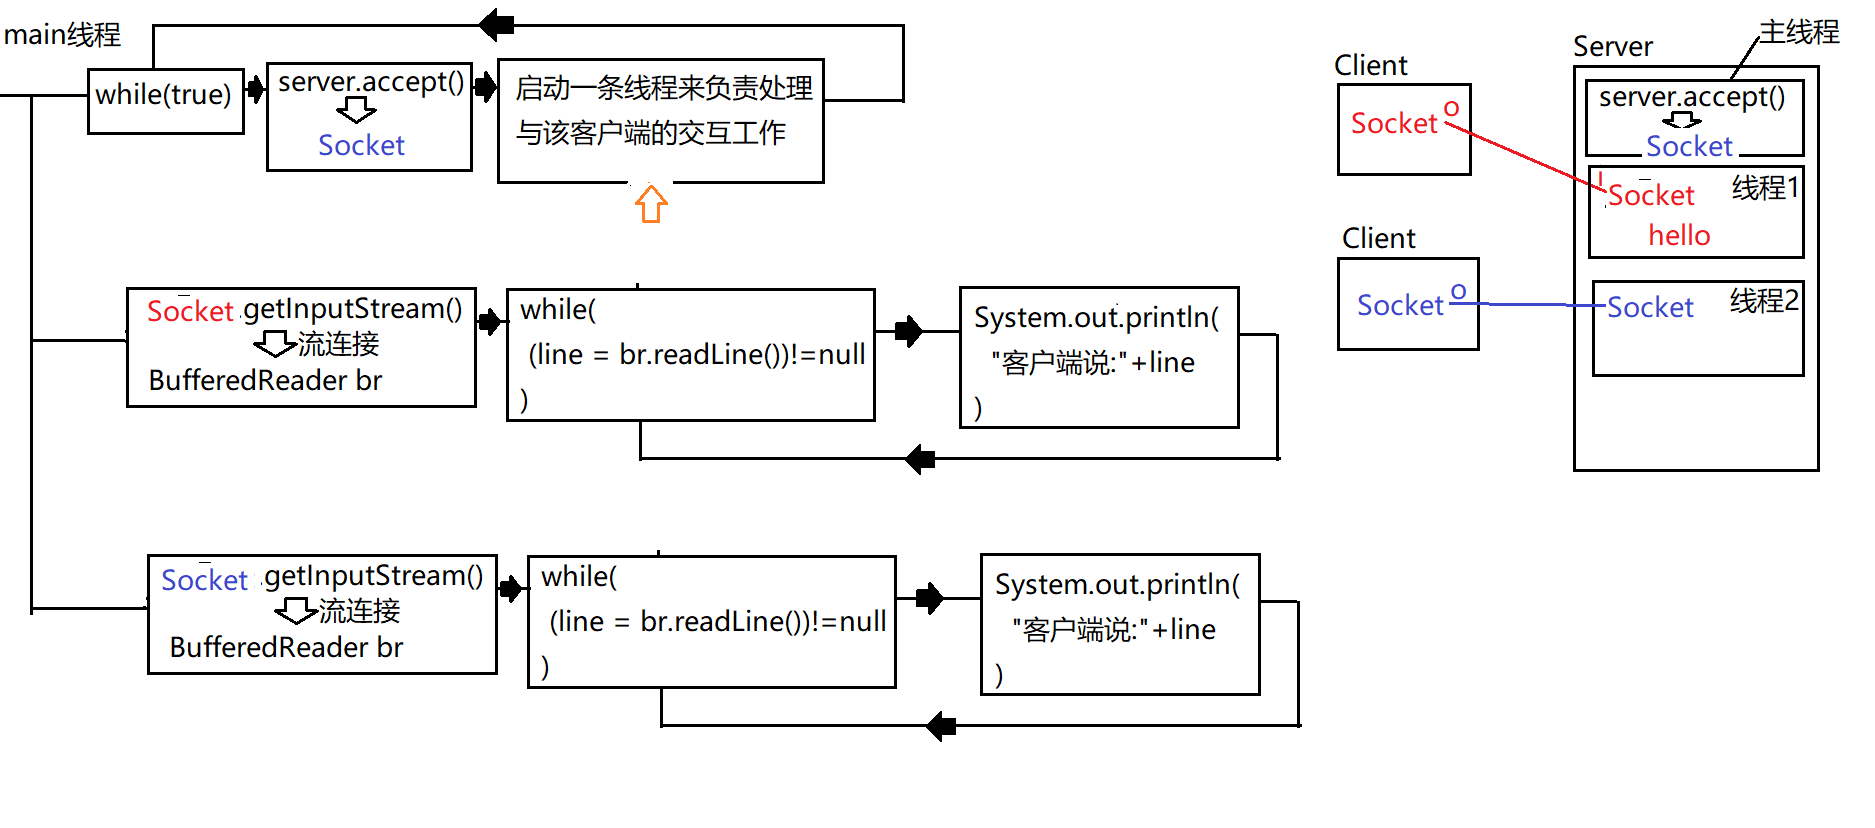 main线程
while(true)
server.accept()
Socket
启动一条线程来负责处理
与该客户端的交互工作
Socket.getInputStream()
流连接
BufferedReader br
while(
(line = br.readLine())!=null
)
System.out.println(
"客户端说:"+line
)
Socket.getInputStream()
流连接
BufferedReader br
while(
(line = br.readLine())!=null
)
System.out.println(
"客户端说:"+line
)
Client
Socket O
Client
Socket O
Server
主线程
server.accept()
Socket
I
Socket 线程1
hello
Socket 线程2